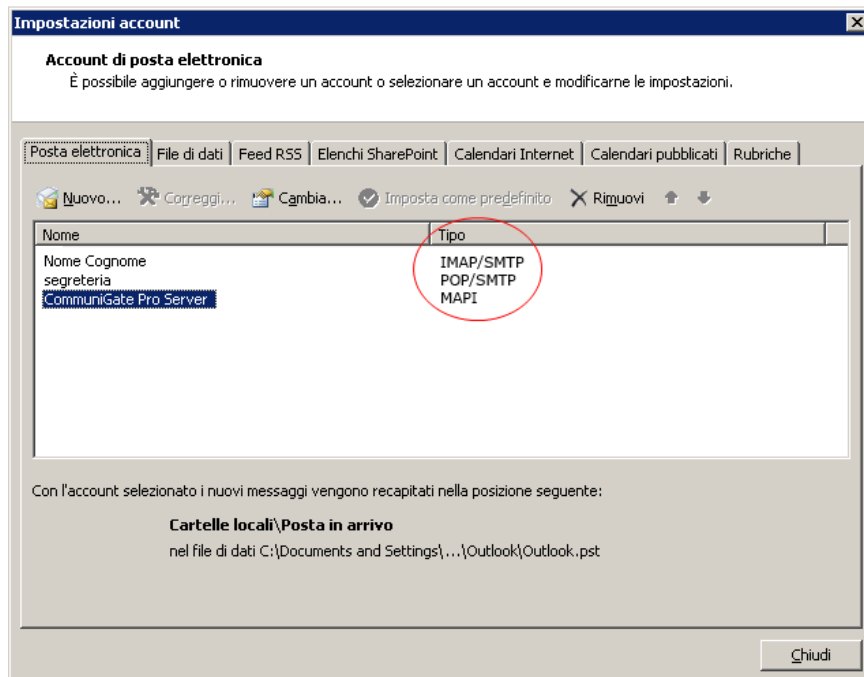 Impostazioni account
Account di posta elettronica
È possibile aggiungere o rimuovere un account o selezionare un account e modificarne le impostazioni.
Posta elettronica File di dati Feed RSS Elenchi SharePoint Calendari Internet Calendari pubblicati Rubriche
Nuovo... Correggi... Cambia... Imposta come predefinito Rimuovi
Nome Tipo
Nome Cognome IMAP/SMTP
segreteria POP/SMTP
CommuniGate Pro Server MAPI
Con l'account selezionato i nuovi messaggi vengono recapitati nella posizione seguente:
Cartelle locali\Posta in arrivo
nel file di dati C:\Documents and Settings\...\Outlook\Outlook.pst
Chiudi